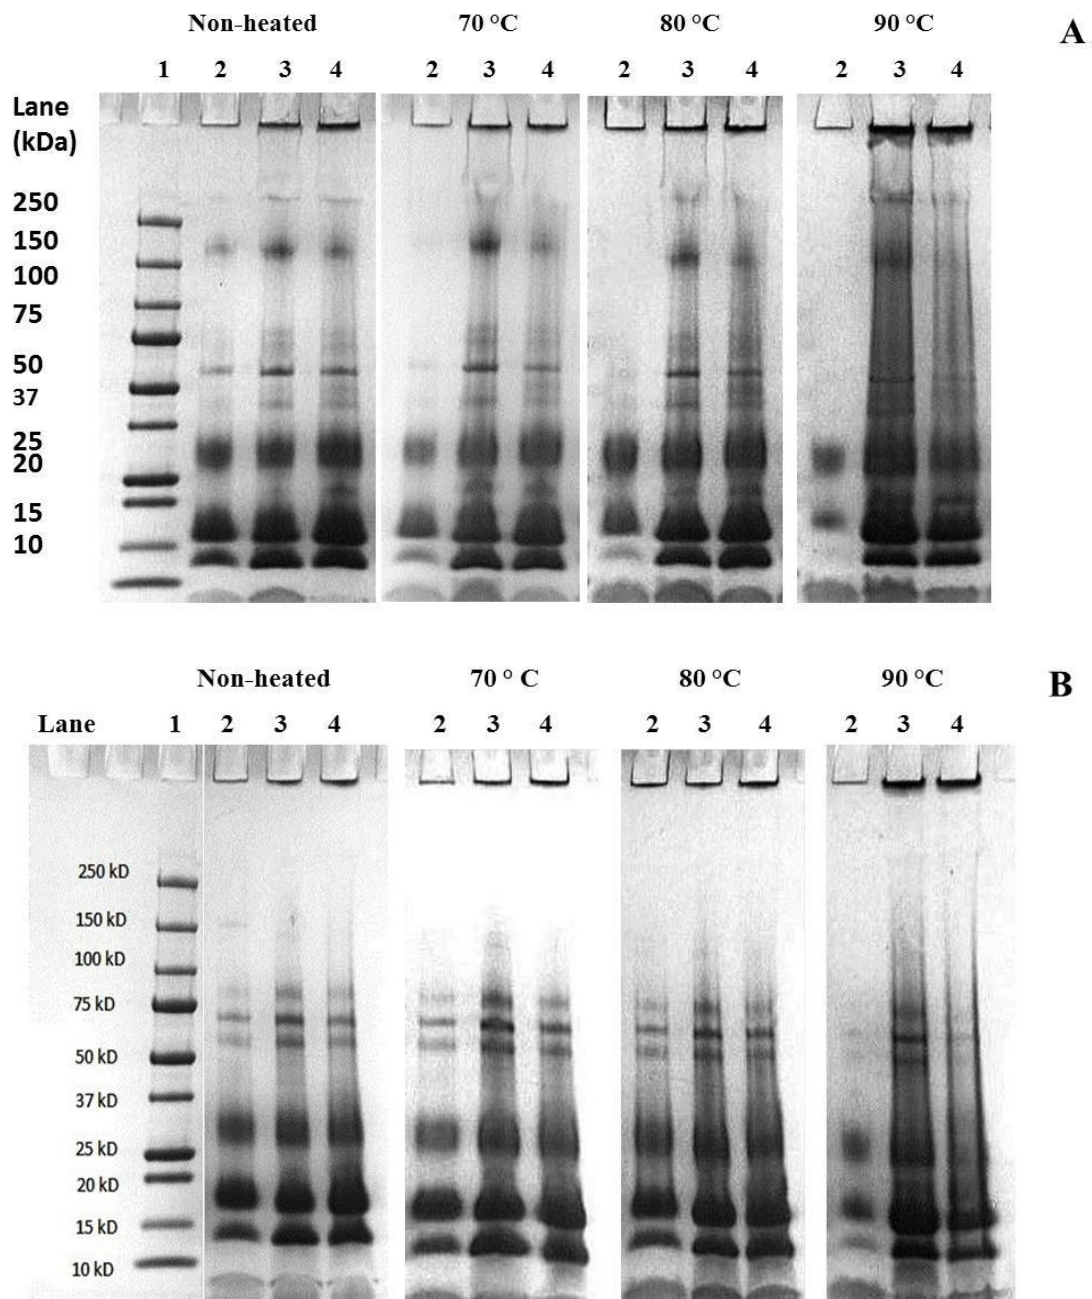 Non-heated 70 °C 80 °C 90 °C A
1 2 3 4 2 3 4 2 3 4 2 3 4
Lane
(kDa)
250
150
100
75
50
37
25
20
15
10
Non-heated 70 ° C 80 °C 90 °C B
Lane 1 2 3 4 2 3 4 2 3 4 2 3 4
250 kD
150 kD
100 kD
75 kD
50 kD
37 kD
25 kD
20 kD
15 kD
10 kD